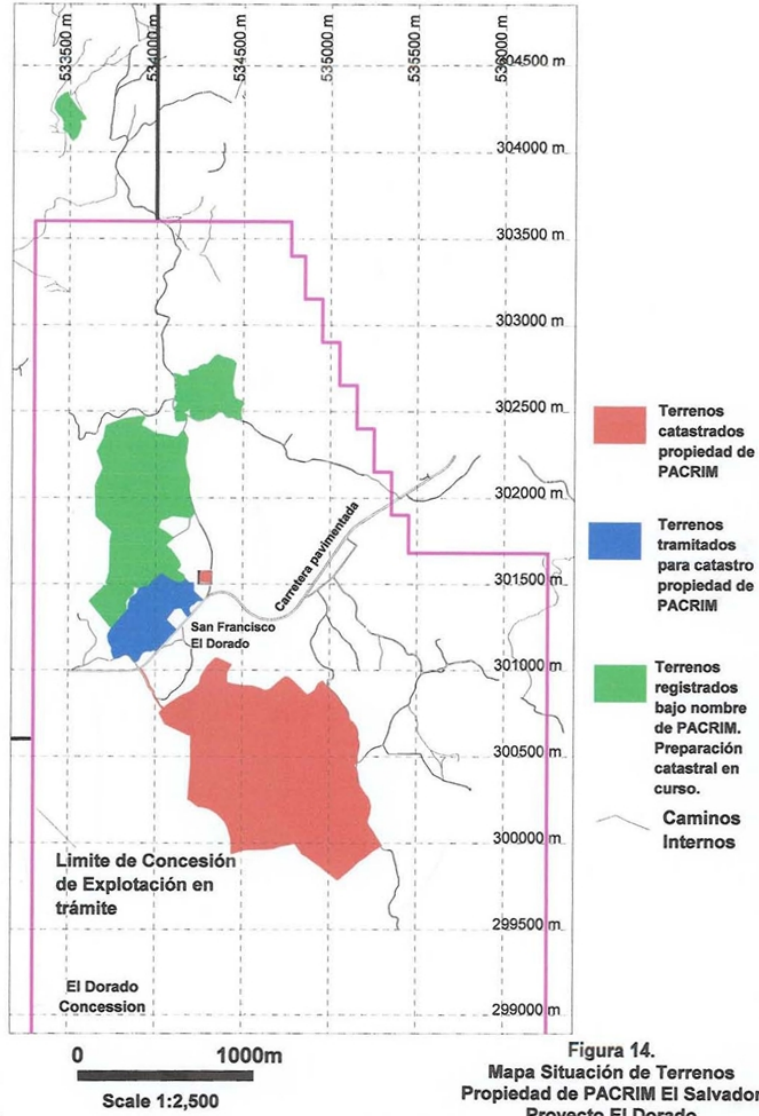 533500 m
534000 m
534500 m
535000 m
535500 m
536000 m
304500 m
304000 m
303500 m
303000 m
302500 m
302000 m
301500 m
301000 m
300500 m
300000 m
299500 m
299000 m
Carretera pavimentada
San Francisco
El Dorado
Limite de Concesión
de Explotación en
trámite
El Dorado
Concession
0 1000m
Scale 1:2,500
Terrenos
catastrados
propiedad de
PACRIM
Terrenos
tramitados
para catastro
propiedad de
PACRIM
Terrenos
registrados
bajo nombre
de PACRIM.
Preparación
catastral en
curso.
Caminos
Internos
Figura 14.
Mapa Situación de Terrenos
Propiedad de PACRIM El Salvador
Proyecto El Dorado